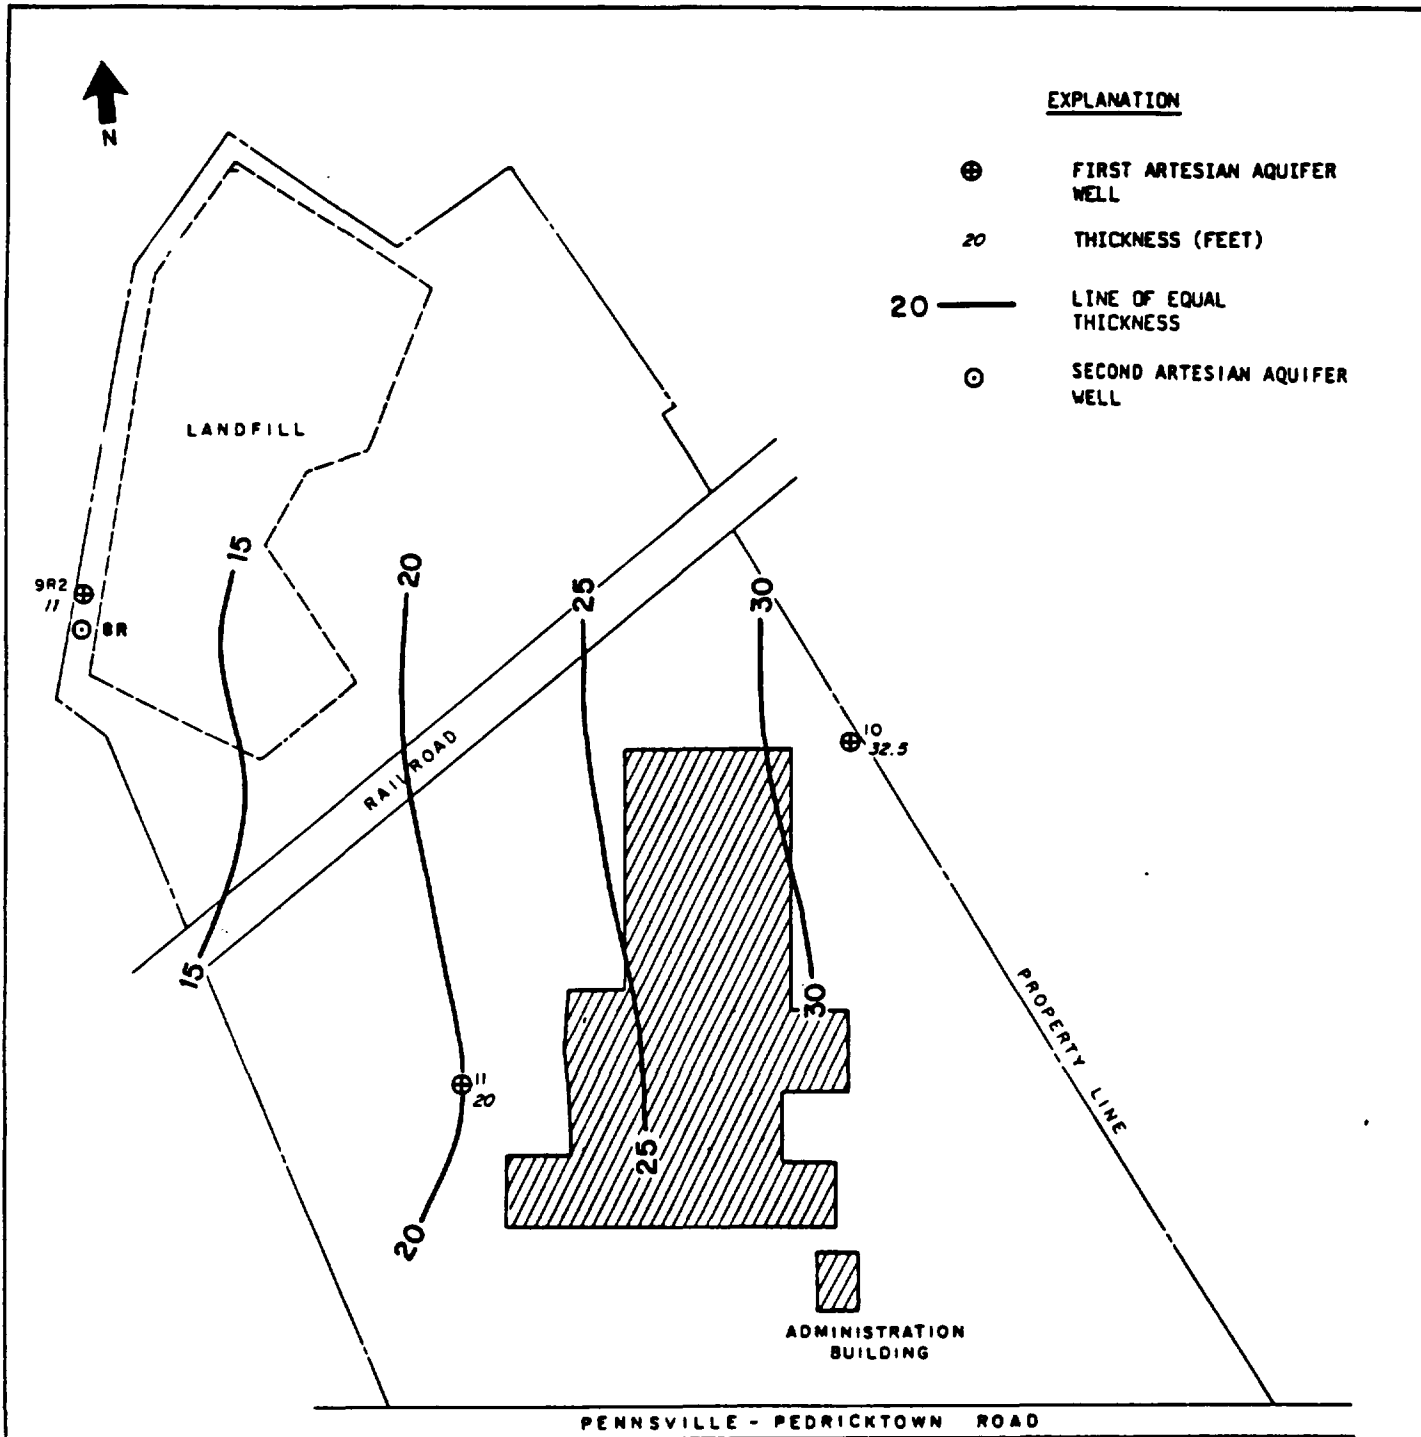 EXPLANATION
N
FIRST ARTESIAN AQUIFER
WELL
20
THICKNESS (FEET)
20
LINE OF EQUAL
THICKNESS
SECOND ARTESIAN AQUIFER
WELL
LANDFILL
15
20
25
30
9R2
11
8R
10
32.5
RAILROAD
15
30
PROPERTY LINE
11
20
25
20
ADMINISTRATION
BUILDING
PENNSVILLE - PEDRICKTOWN ROAD